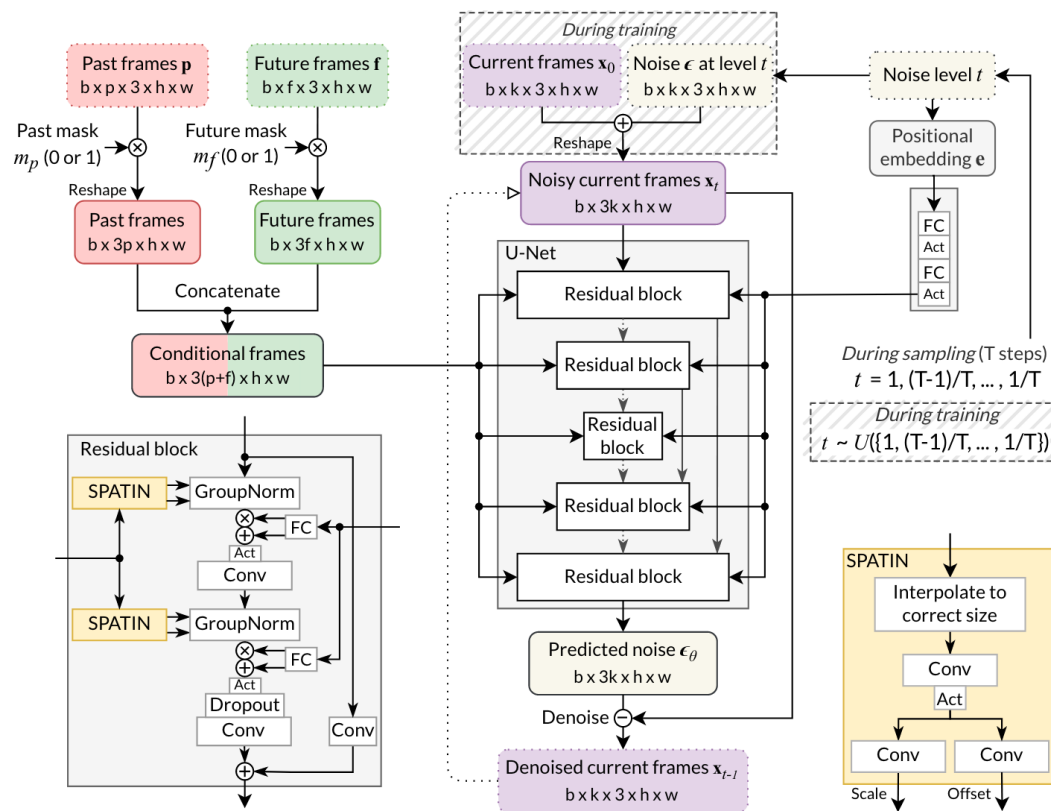 Past frames p
b x p x 3 x h x w
Past mask
mₚ (0 or 1)
Reshape
Past frames
b x 3p x h x w
Future frames f
b x f x 3 x h x w
Future mask
m_f (0 or 1)
Reshape
Future frames
b x 3f x h x w
Concatenate
Conditional frames
b x 3(p+f) x h x w
During training
Current frames x₀
b x k x 3 x h x w
Noise ϵ at level t
b x k x 3 x h x w
Reshape
Noisy current frames xₜ
b x 3k x h x w
U-Net
Residual block
Residual block
Residual
block
Residual block
Residual block
Predicted noise ϵ_θ
b x 3k x h x w
Denoise
Denoised current frames xₜ₋₁
b x k x 3 x h x w
Noise level t
Positional
embedding e
FC
Act
FC
Act
During sampling (T steps)
t = 1, (T-1)/T, ... , 1/T
During training
t ~ U({1, (T-1)/T, ... , 1/T})
Residual block
SPATIN
GroupNorm
FC
Act
Conv
SPATIN
GroupNorm
FC
Act
Dropout
Conv
Conv
SPATIN
Interpolate to
correct size
Conv
Act
Conv
Conv
Scale
Offset